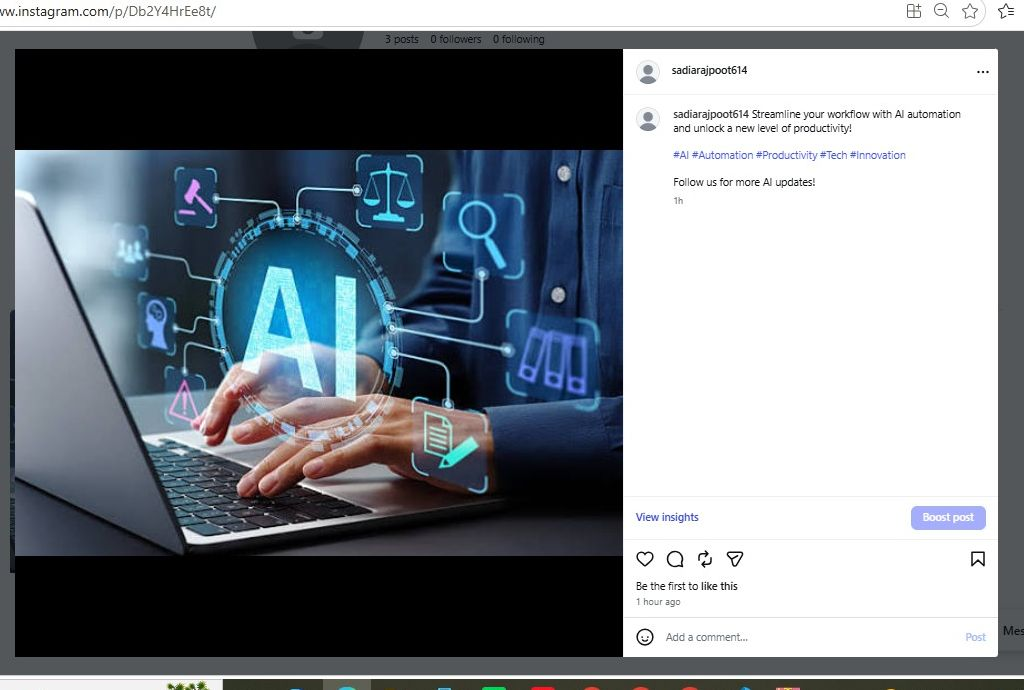 ww.instagram.com/p/Db2Y4HrEe8t/
3 posts 0 followers 0 following
sadiarajpoot614
sadiarajpoot614 Streamline your workflow with AI automation
and unlock a new level of productivity!
#AI #Automation #Productivity #Tech #Innovation
Follow us for more AI updates!
1h
AI
View insights
Boost post
Be the first to like this
1 hour ago
Add a comment...
Post
Mes